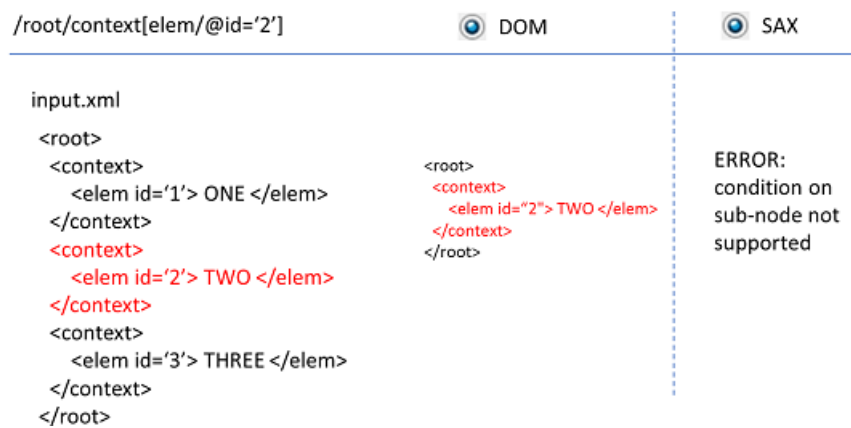 /root/context[elem/@id=‘2’]
DOM
SAX
input.xml
<root>
<context>
<elem id=‘1’> ONE </elem>
</context>
<context>
<elem id=‘2’> TWO </elem>
</context>
<context>
<elem id=‘3’> THREE </elem>
</context>
</root>
<root>
<context>
<elem id=“2"> TWO </elem>
</context>
</root>
ERROR:
condition on
sub-node not
supported